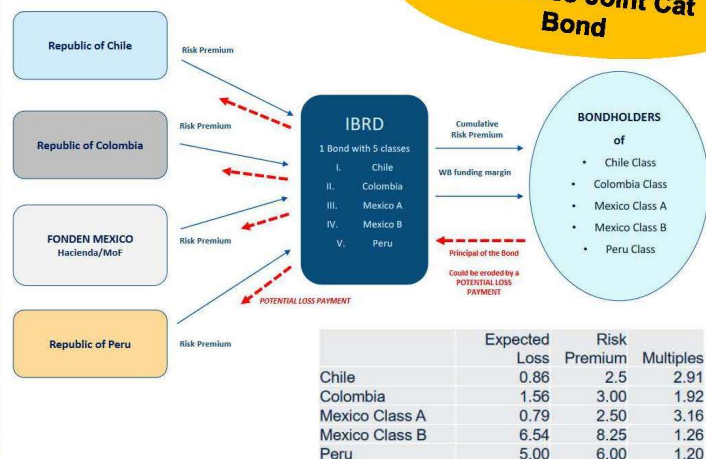 Joint Cat
Bond
Republic of Chile
Risk Premium
Republic of Colombia
Risk Premium
FONDEN MEXICO
Hacienda/MoF
Risk Premium
Republic of Peru
Risk Premium
IBRD
1 Bond with 5 classes
I. Chile
II. Colombia
III. Mexico A
IV. Mexico B
V. Peru
POTENTIAL LOSS PAYMENT
Cumulative
Risk Premium
WB funding margin
Principal of the Bond
Could be eroded by a
POTENTIAL LOSS
PAYMENT
BONDHOLDERS
of
• Chile Class
• Colombia Class
• Mexico Class A
• Mexico Class B
• Peru Class
Expected Risk
Loss Premium Multiples
Chile 0.86 2.5 2.91
Colombia 1.56 3.00 1.92
Mexico Class A 0.79 2.50 3.16
Mexico Class B 6.54 8.25 1.26
Peru 5.00 6.00 1.20